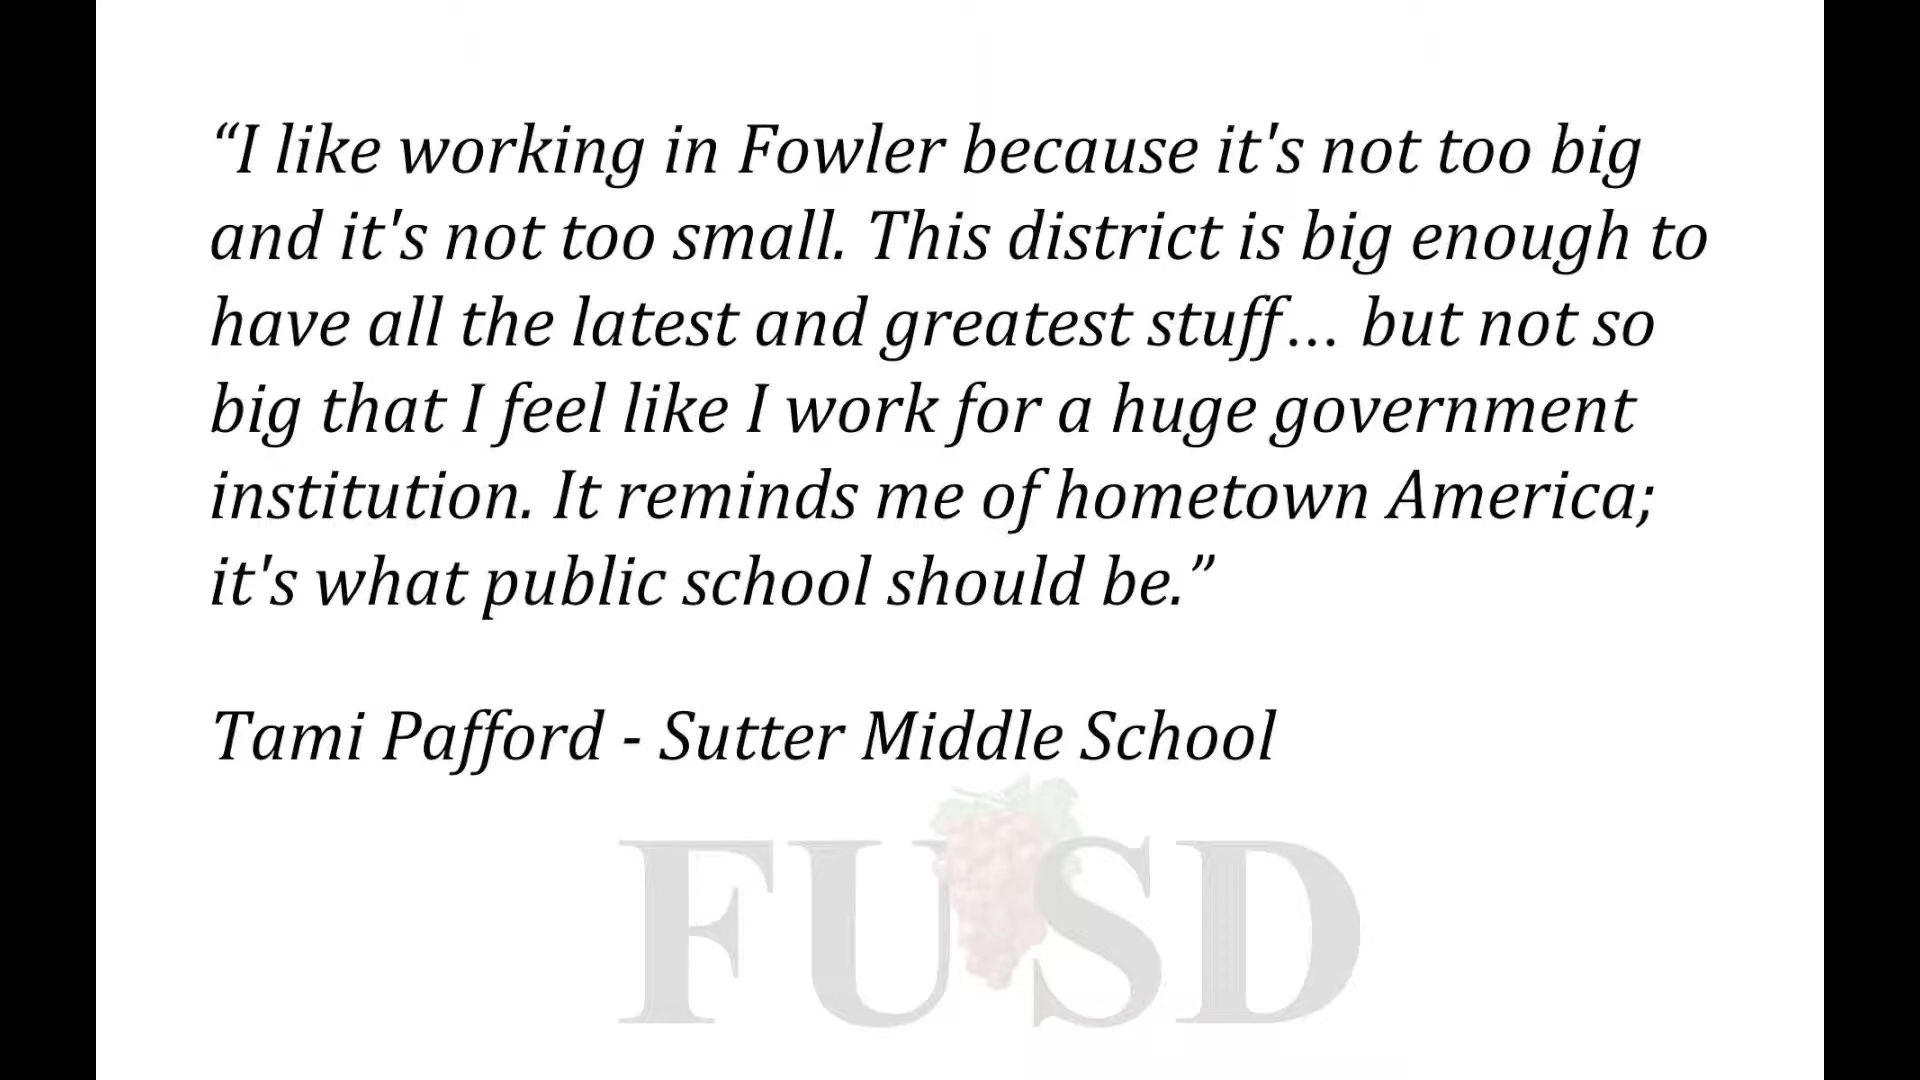 “I like working in Fowler because it's not too big
and it's not too small. This district is big enough to
have all the latest and greatest stuff… but not so
big that I feel like I work for a huge government
institution. It reminds me of hometown America;
it's what public school should be.”
Tami Pafford - Sutter Middle School
FUSD